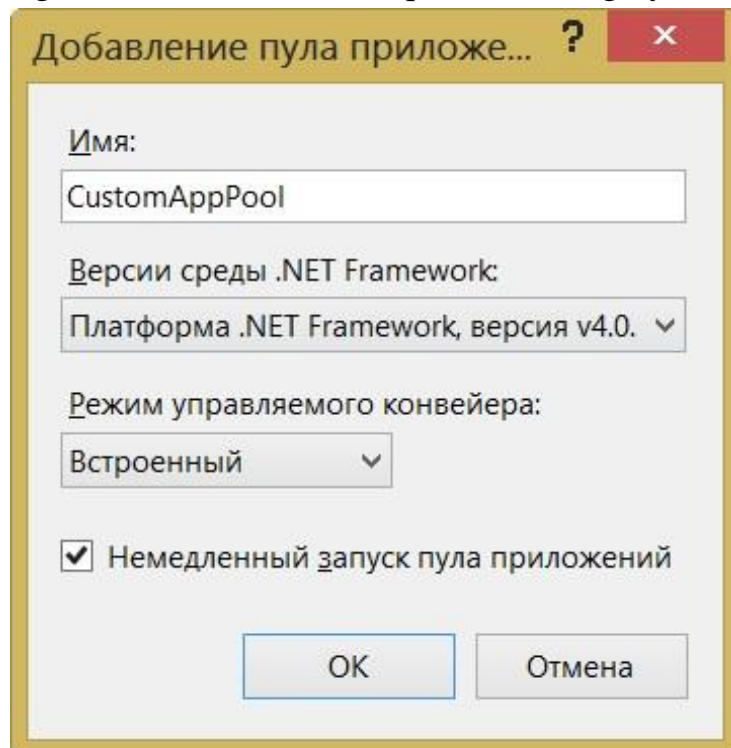 Добавление пула приложе... ?
Имя:
CustomAppPool
Версии среды .NET Framework:
Платформа .NET Framework, версия v4.0.
Режим управляемого конвейера:
Встроенный
Немедленный запуск пула приложений
ОК Отмена